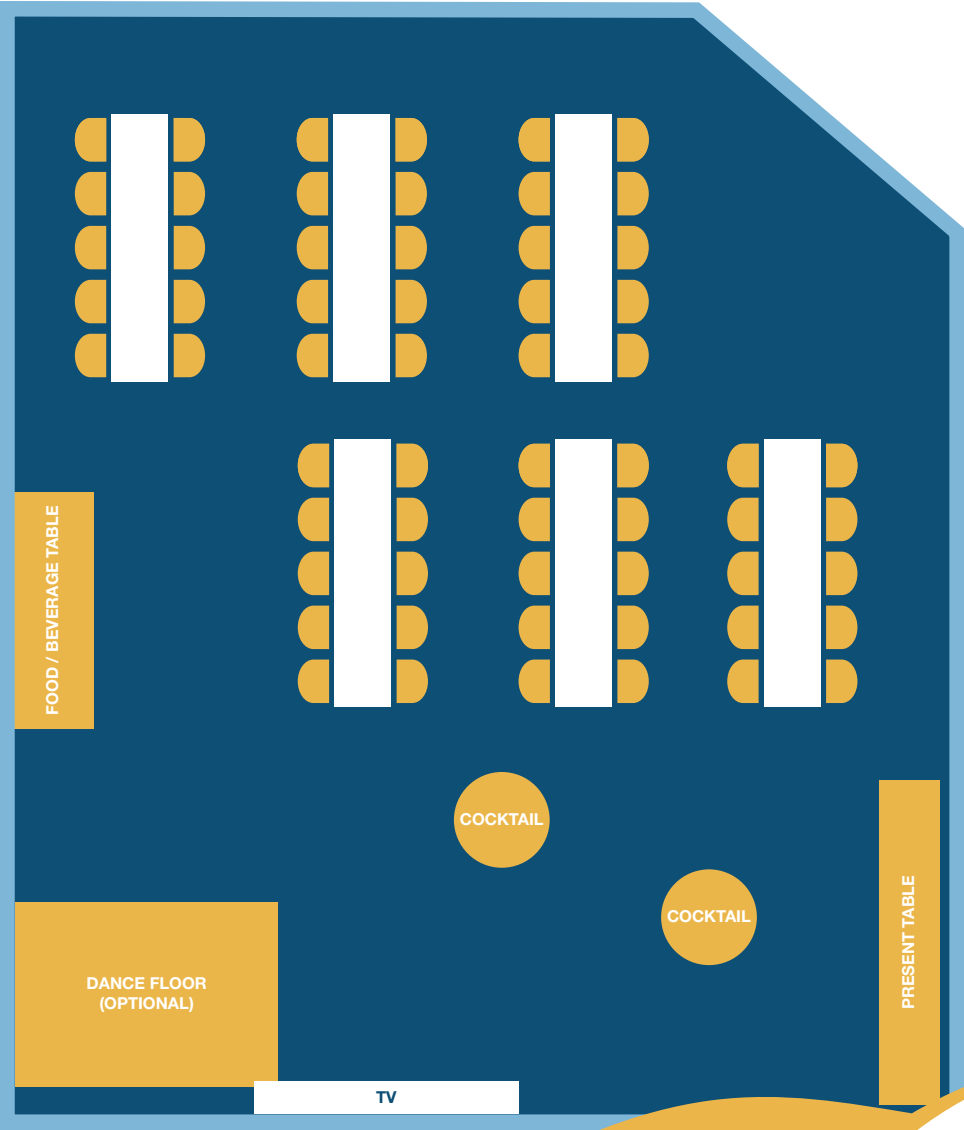 FOOD / BEVERAGE TABLE
COCKTAIL
COCKTAIL
PRESENT TABLE
DANCE FLOOR
(OPTIONAL)
TV